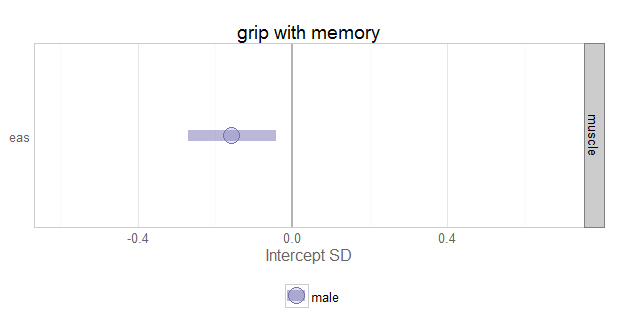 grip with memory
eas
muscle
-0.4 0.0 0.4
Intercept SD
male